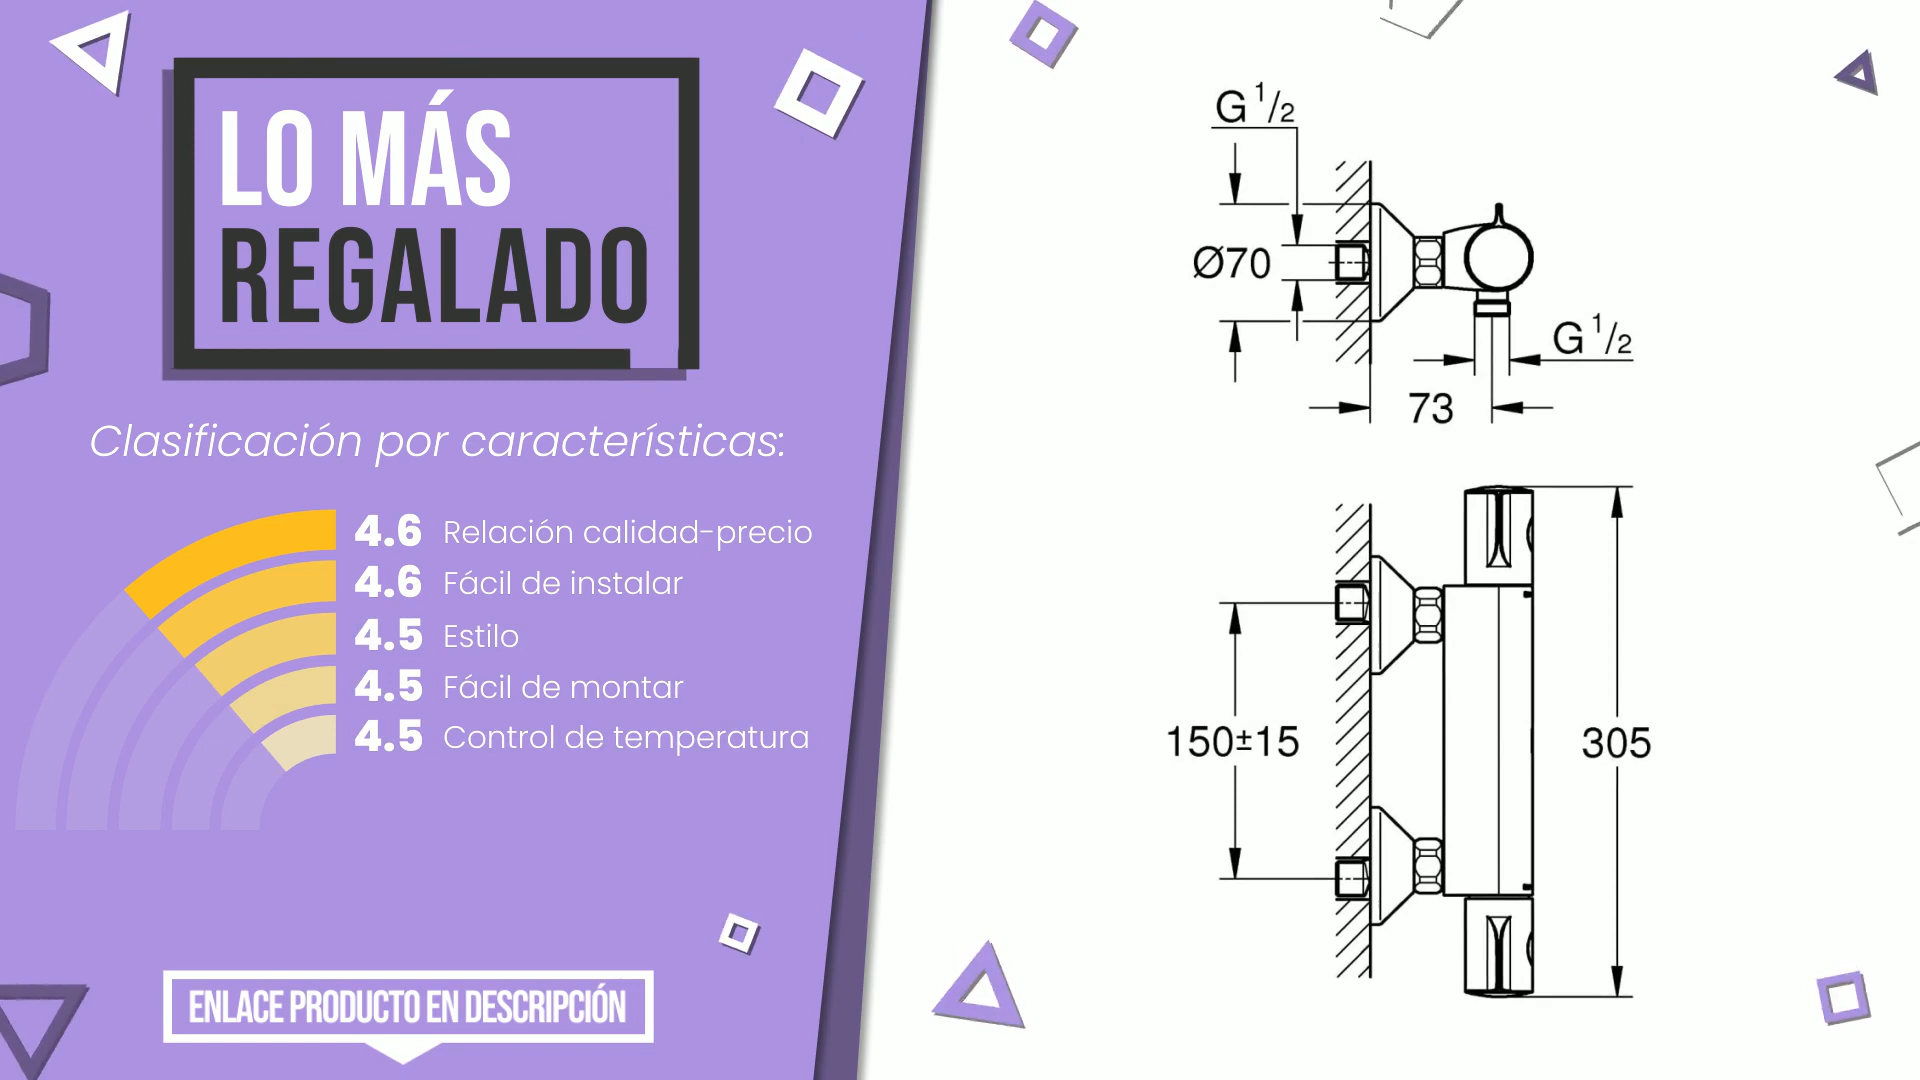 LO MÁS
REGALADO
Clasificación por características:
4.6 Relación calidad-precio
4.6 Fácil de instalar
4.5 Estilo
4.5 Fácil de montar
4.5 Control de temperatura
ENLACE PRODUCTO EN DESCRIPCIÓN
G 1/2
Ø70
G 1/2
73
150±15
305